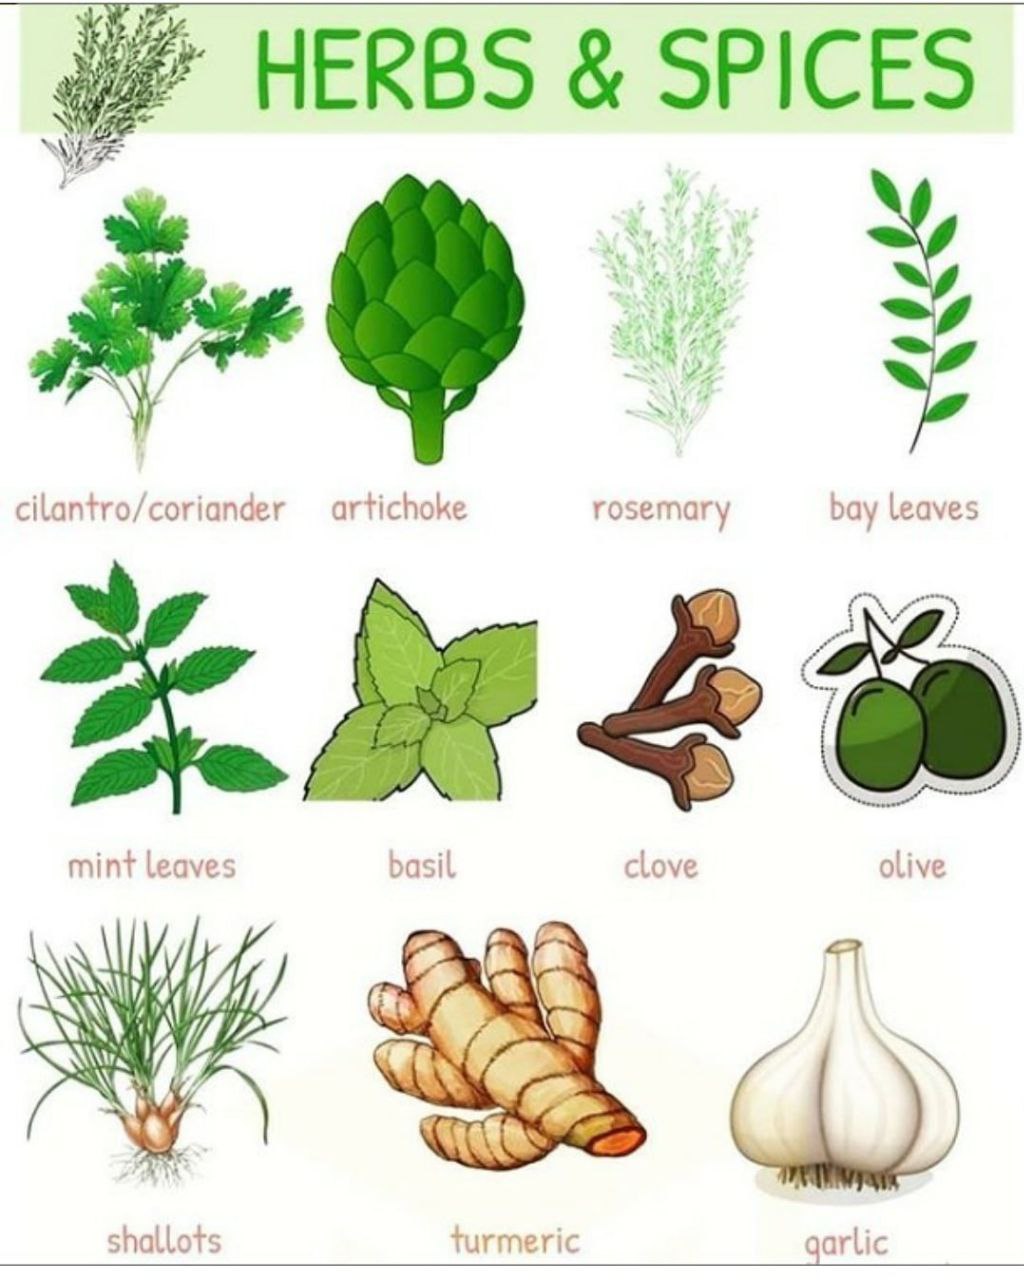 HERBS & SPICES
cilantro/coriander
artichoke
rosemary
bay leaves
mint leaves
basil
clove
olive
shallots
turmeric
garlic